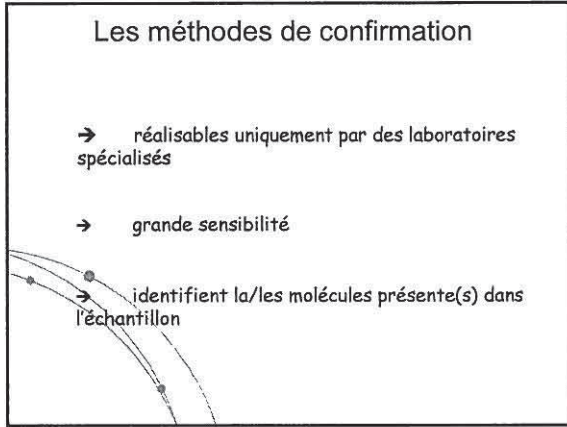 Les méthodes de confirmation
→ réalisables uniquement par des laboratoires
spécialisés
→ grande sensibilité
→ identifient la/les molécules présente(s) dans
l'échantillon